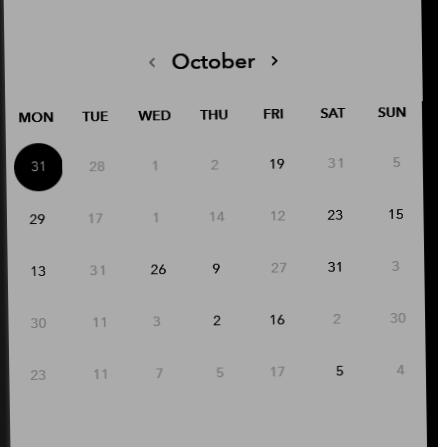 ‹ October ›
MON TUE WED THU FRI SAT SUN
31 28 1 2 19 31 5
29 17 1 14 12 23 15
13 31 26 9 27 31 3
30 11 3 2 16 2 30
23 11 7 5 17 5 4